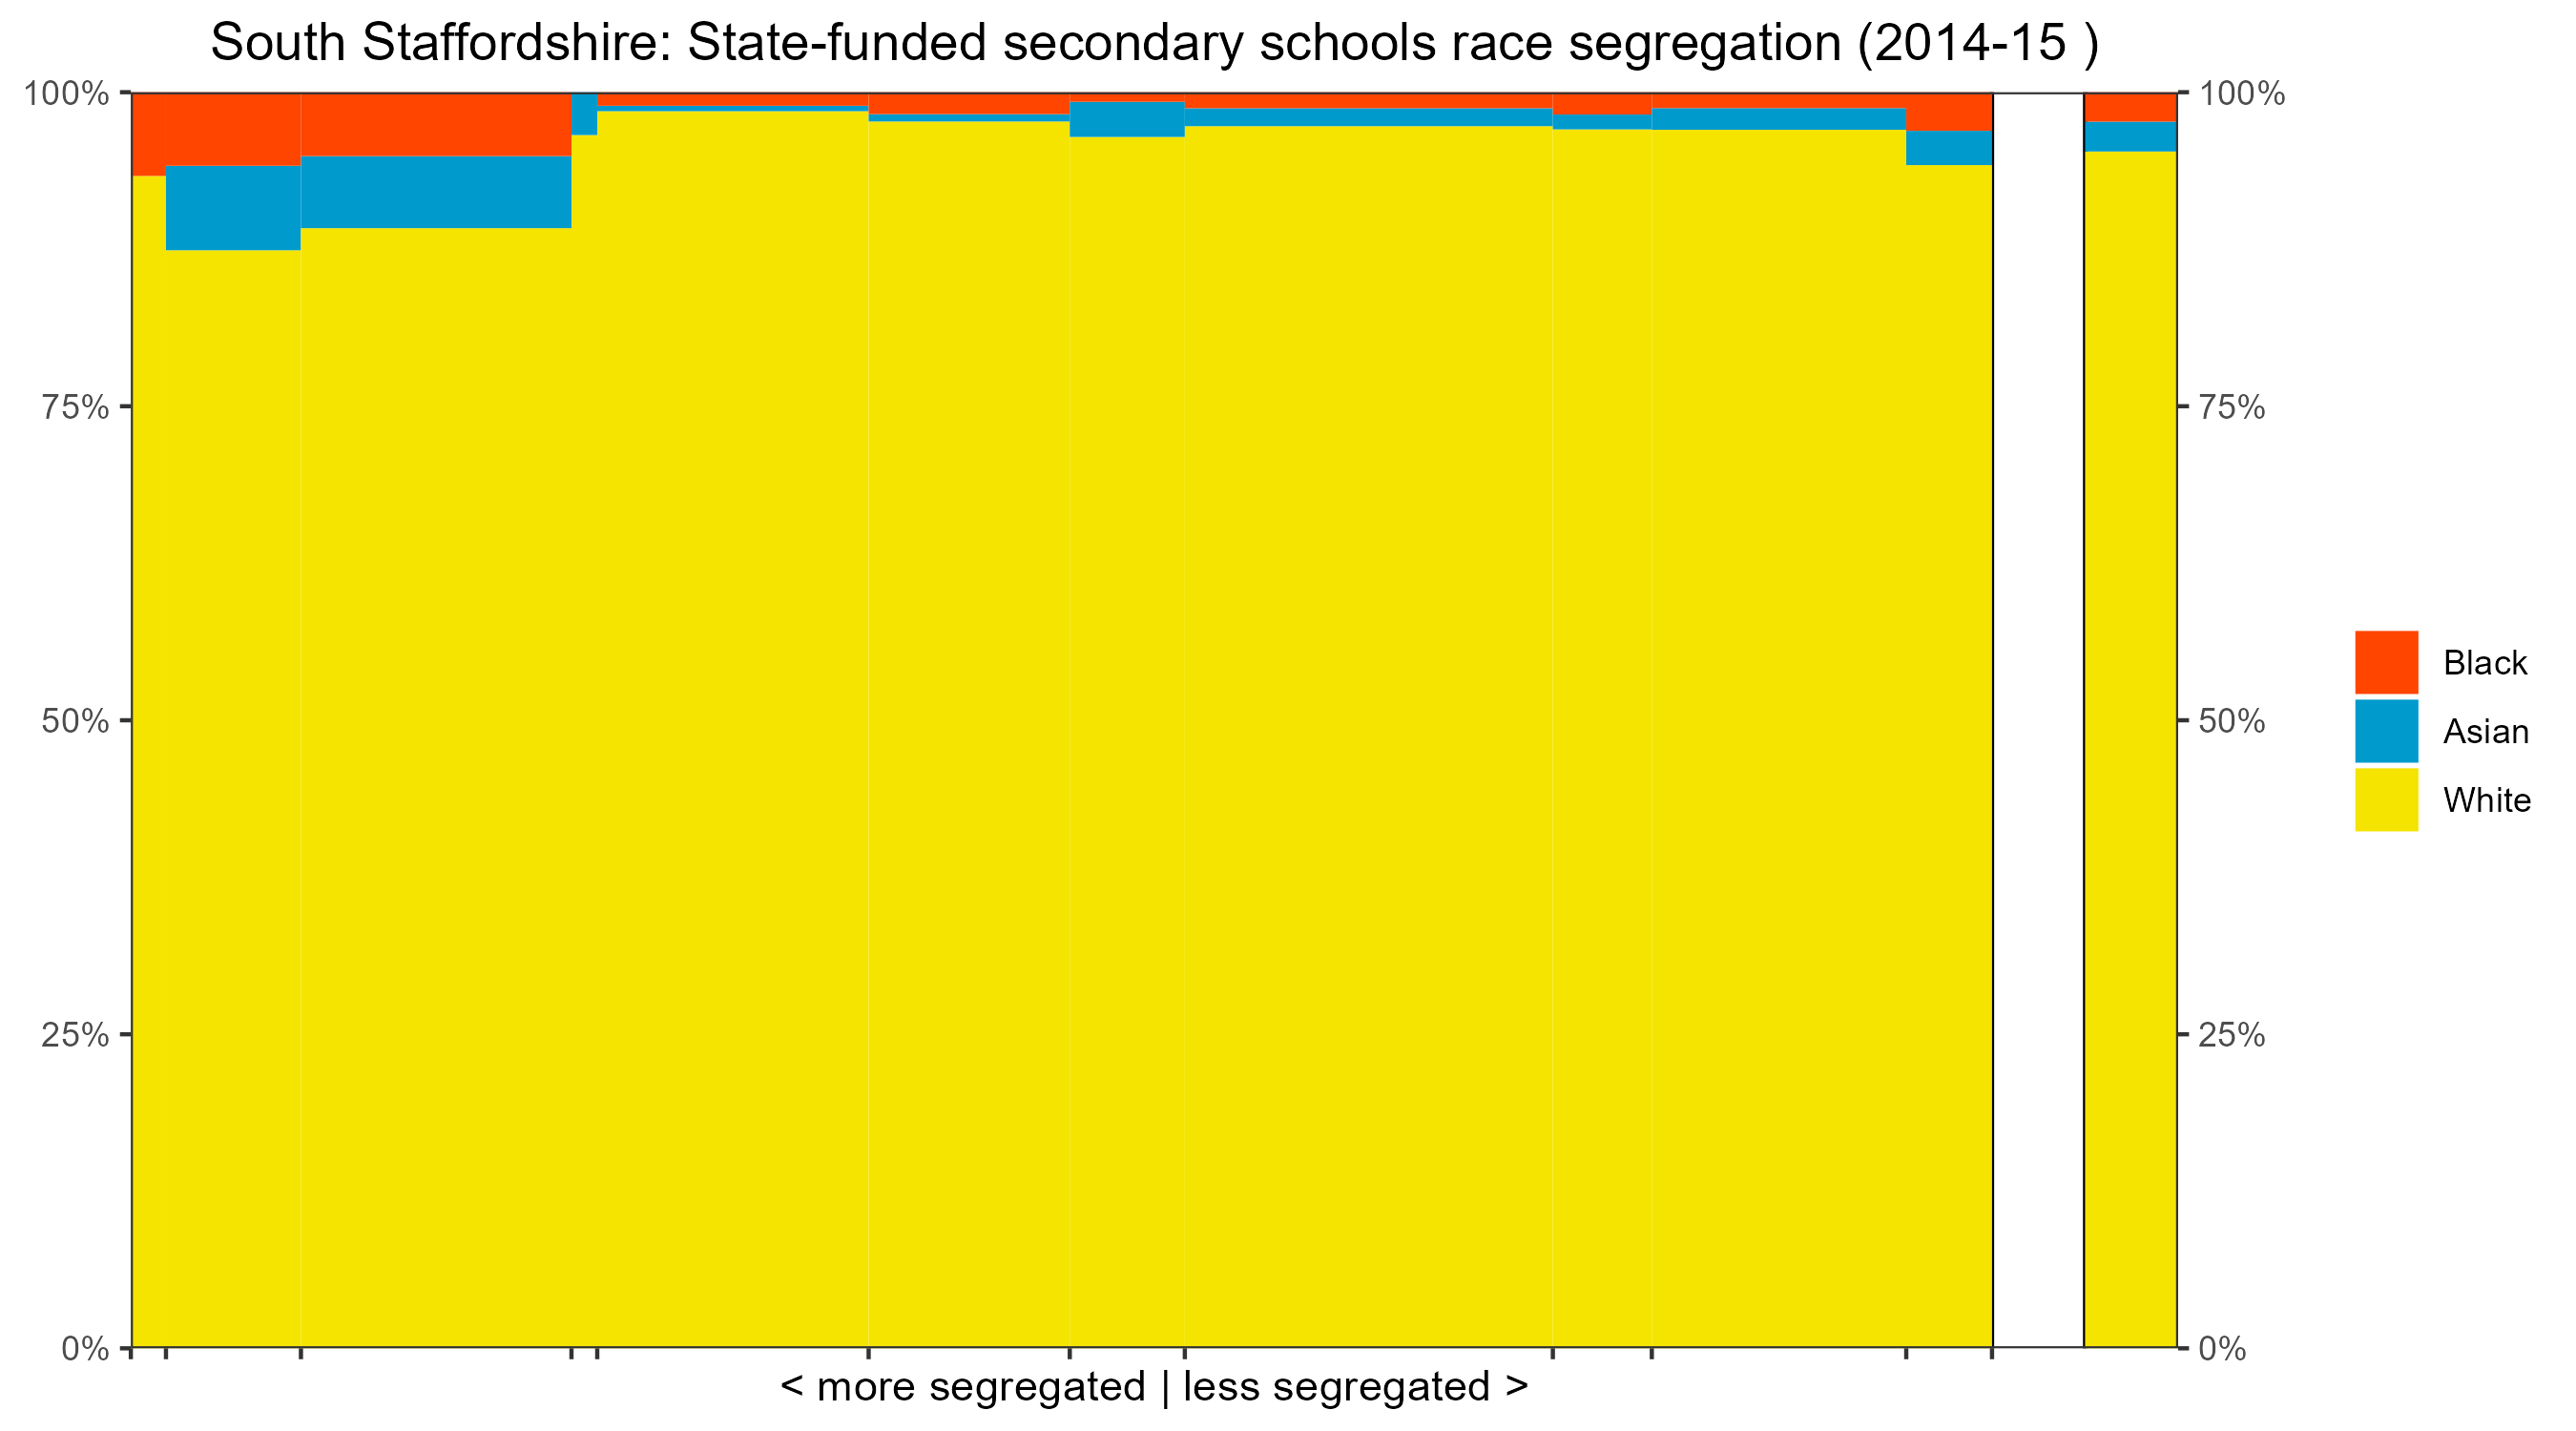 South Staffordshire: State-funded secondary schools race segregation (2014-15 )
100%
100%
75%
75%
50%
50%
25%
25%
0%
0%
Black
Asian
White
< more segregated | less segregated >